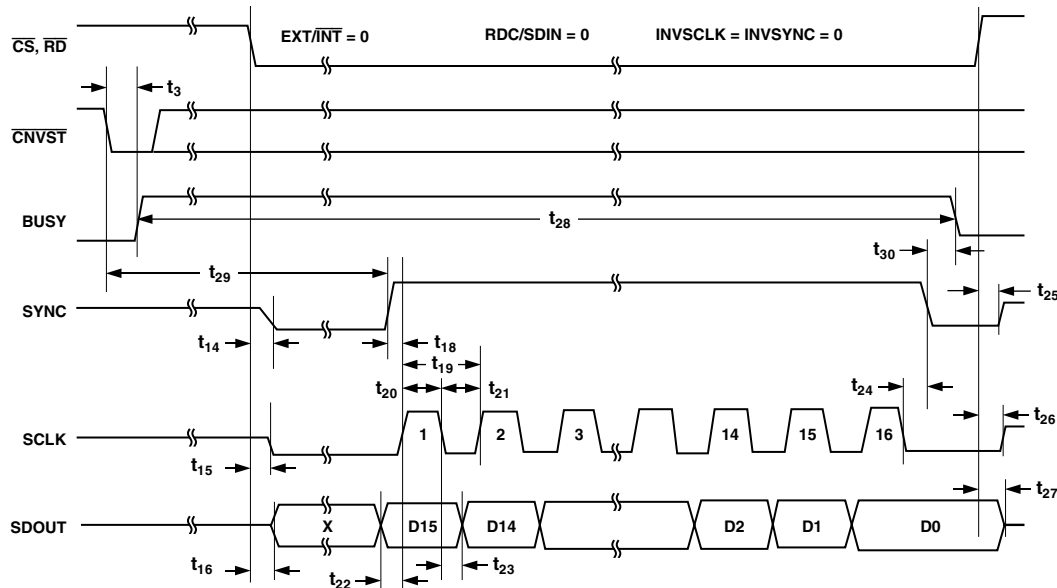 EXT/INT = 0 RDC/SDIN = 0 INVSCLK = INVSYNC = 0
CS, RD
t3
CNVST
BUSY
t28
t30
t29
t25
SYNC
t14
t18
t19
t20 t21
t24
t26
SCLK
1 2 3 14 15 16
t15
t27
SDOUT
X D15 D14 D2 D1 D0
t16
t22 t23